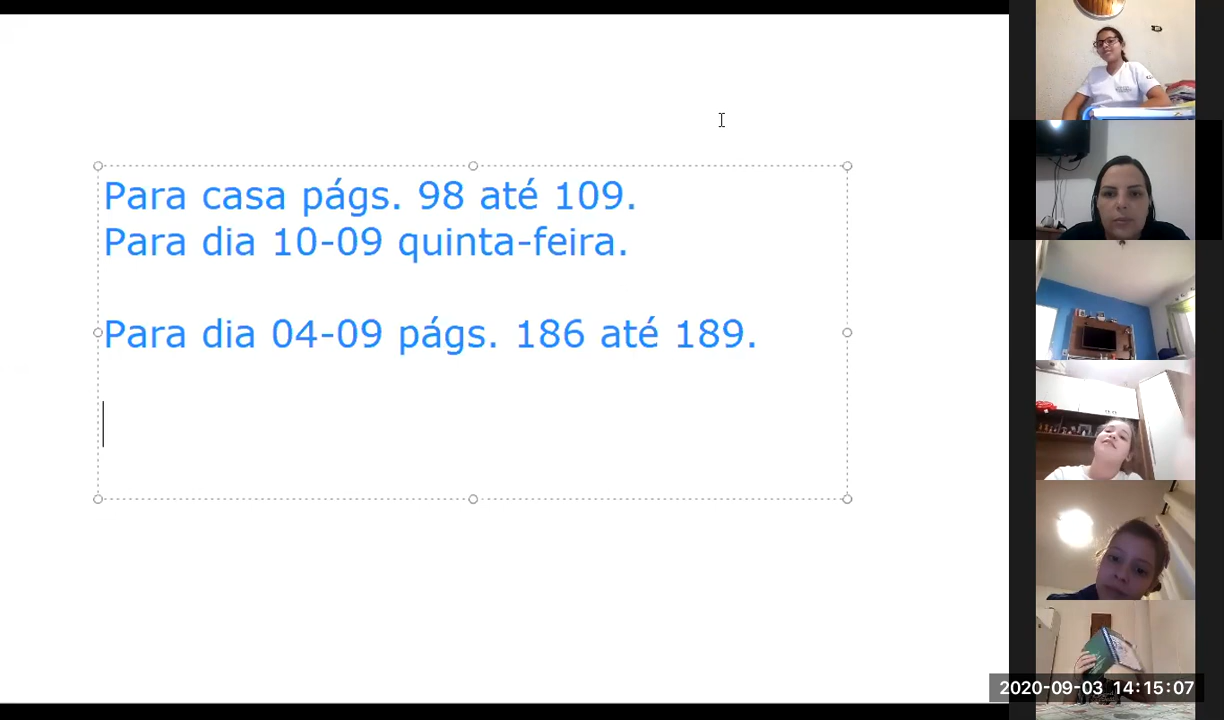 Para casa págs. 98 até 109.
Para dia 10-09 quinta-feira.
Para dia 04-09 págs. 186 até 189.
2020-09-03 14:15:07